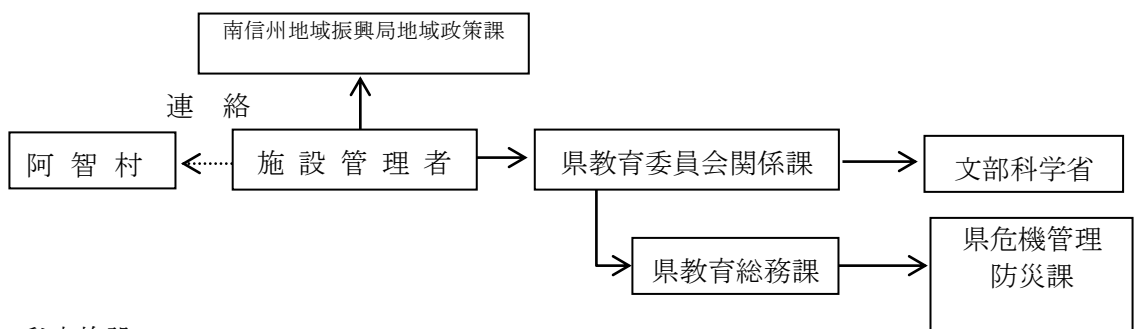 南信州地域振興局地域政策課
連　絡
阿 智 村
施 設 管 理 者
県教育委員会関係課
文部科学省
県教育総務課
県危機管理
防災課